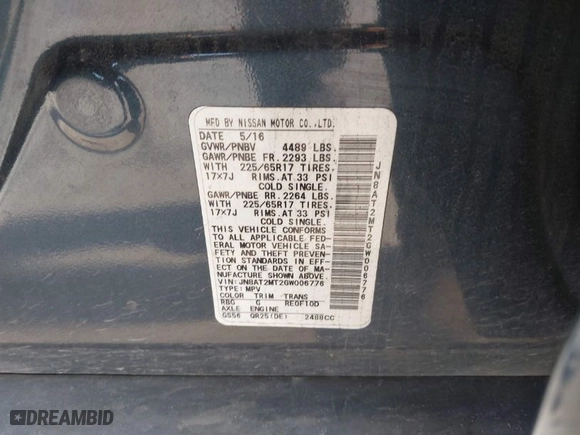 MFD BY NISSAN MOTOR CO.,LTD.
DATE 5/16
GVWR/PNBV 4489 LBS.
GAWR/PNBE FR. 2293 LBS.
WITH 225/65R17 TIRES.
17×7J RIMS.AT 33 PSI
COLD SINGLE.
GAWR/PNBE RR. 2264 LBS.
WITH 225/65R17 TIRES.
17×7J RIMS.AT 33 PSI
COLD SINGLE.
THIS VEHICLE CONFORMS
TO ALL APPLICABLE FED-
ERAL MOTOR VEHICLE SA-
FETY AND THEFT PREVEN-
TION STANDARDS IN EFF-
ECT ON THE DATE OF MA-
NUFACTURE SHOWN ABOVE.
VIN:JN8AT2MT2GW006776
TYPE:MPV
COLOR TRIM TRANS
RBG G RE0F10D
AXLE ENGINE
GS56 QR25(DE) 2488CC
JN8AT2MT2GW006776
DREAMBID